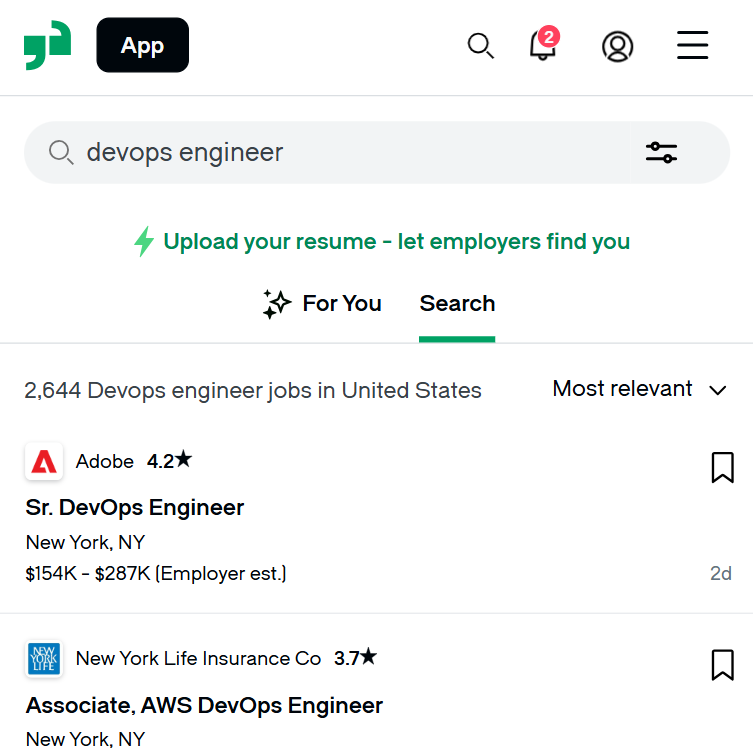 App
2
devops engineer
Upload your resume - let employers find you
For You
Search
2,644 Devops engineer jobs in United States
Most relevant
Adobe 4.2★
Sr. DevOps Engineer
New York, NY
$154K - $287K (Employer est.)
2d
NEW
YORK
LIFE
New York Life Insurance Co 3.7★
Associate, AWS DevOps Engineer
New York, NY